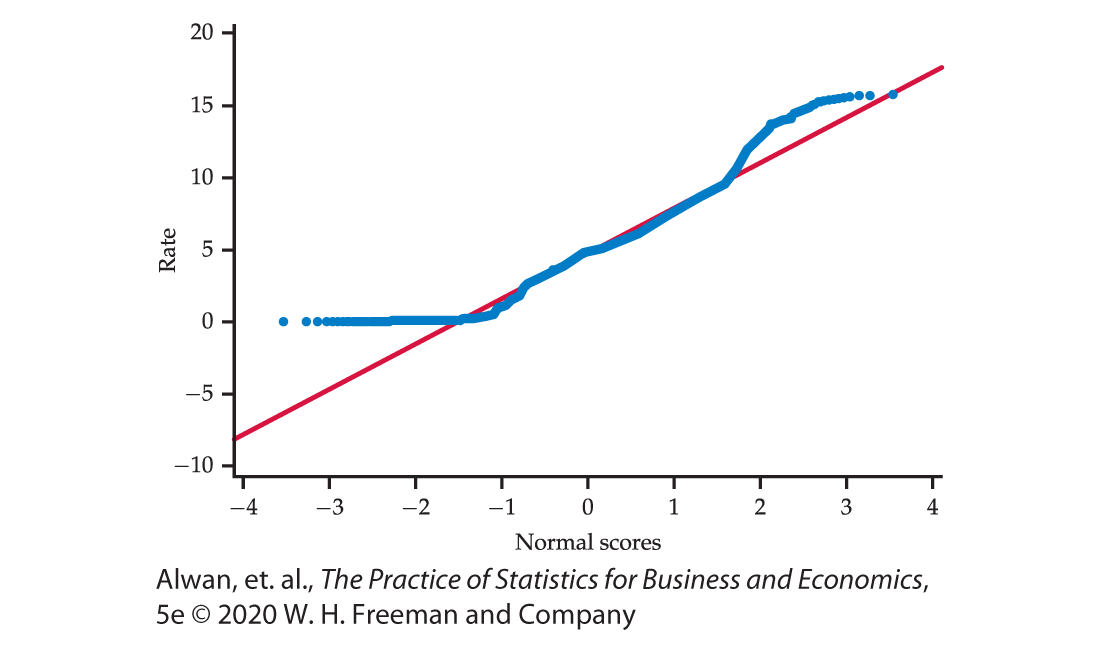 20
15
10
5
0
−5
−10
Rate
−4 −3 −2 −1 0 1 2 3 4
Normal scores
Alwan, et. al., The Practice of Statistics for Business and Economics,
5e © 2020 W. H. Freeman and Company